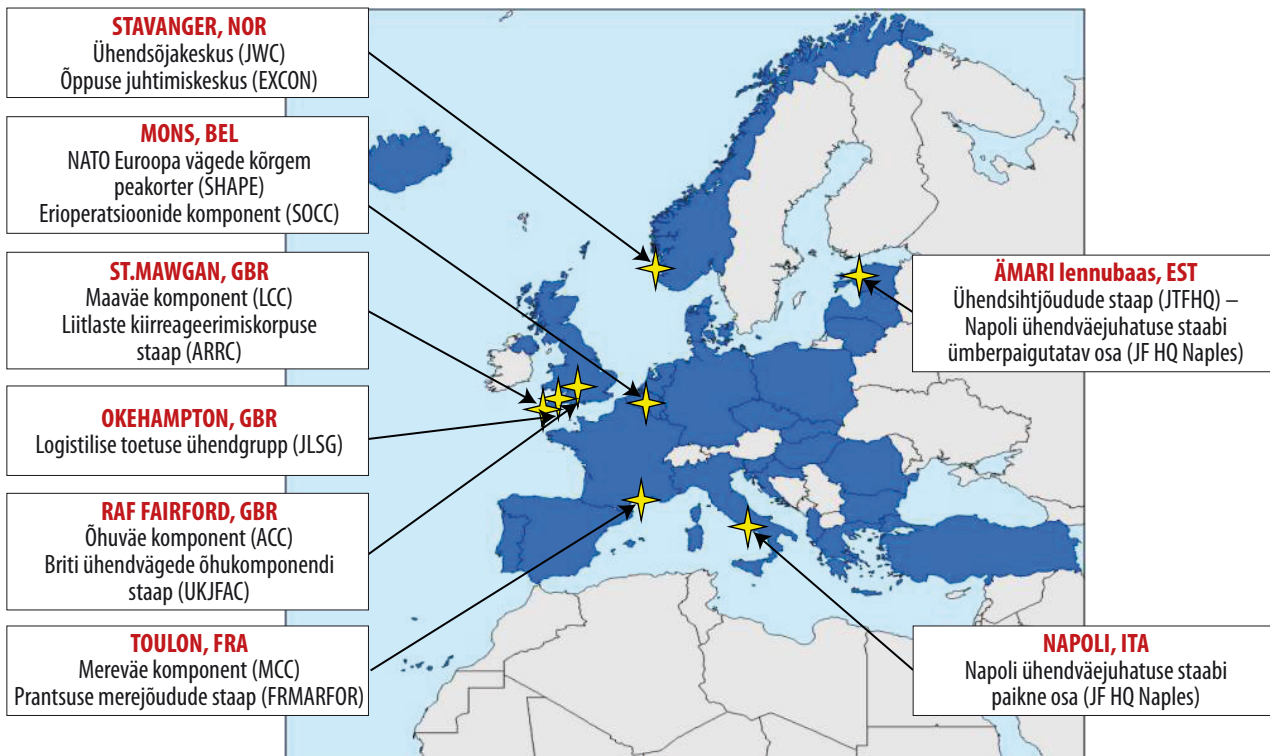 STAVANGER, NOR
Ühendsõjakeskus (JWC)
Õppuse juhtimiskeskus (EXCON)
MONS, BEL
NATO Euroopa vägede kõrgem
peakorter (SHAPE)
Erioperatsioonide komponent (SOCC)
ST.MAWGAN, GBR
Maaväe komponent (LCC)
Liitlaste kiirreageerimiskorpuse
staap (ARRC)
OKEHAMPTON, GBR
Logistilise toetuse ühendgrupp (JLSG)
RAF FAIRFORD, GBR
Õhuväe komponent (ACC)
Briti ühendvägede õhukomponendi
staap (UKJFAC)
TOULON, FRA
Mereväe komponent (MCC)
Prantsuse merejõudude staap (FRMARFOR)
ÄMARI lennubaas, EST
Ühendsihtjõudude staap (JTFHQ) –
Napoli ühendväejuhatuse staabi
ümberpaigutatav osa (JF HQ Naples)
NAPOLI, ITA
Napoli ühendväejuhatuse staabi
paikne osa (JF HQ Naples)